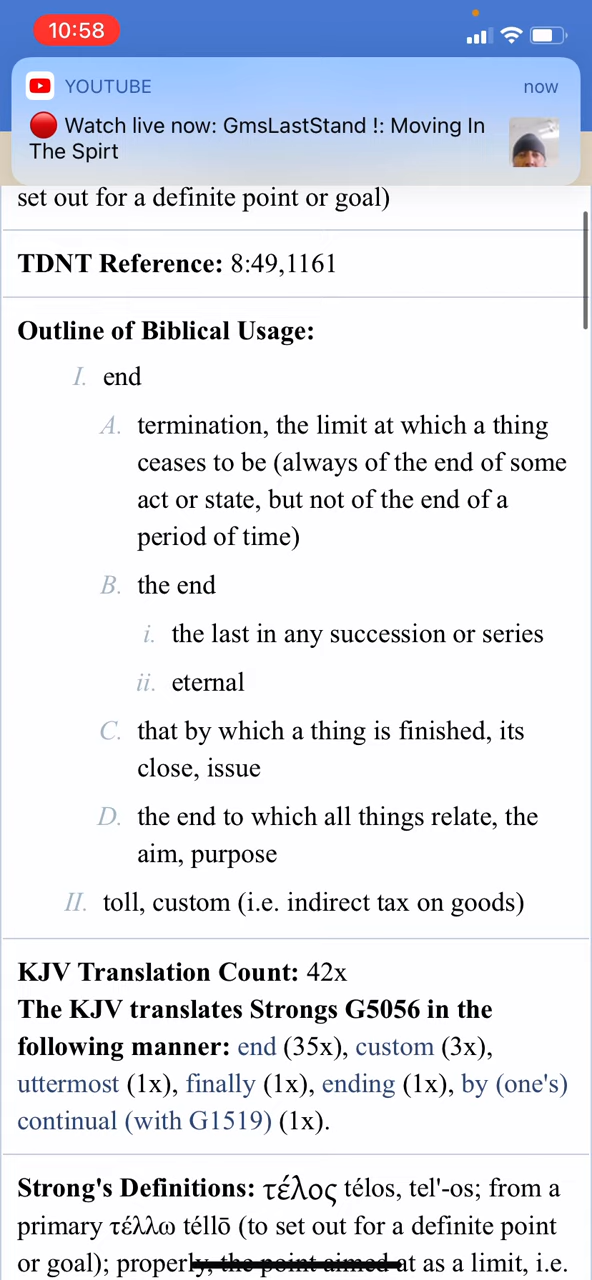 10:58
YOUTUBE now
🔴 Watch live now: GmsLastStand !: Moving In
The Spirt
set out for a definite point or goal)
TDNT Reference: 8:49,1161
Outline of Biblical Usage:
I. end
A. termination, the limit at which a thing
ceases to be (always of the end of some
act or state, but not of the end of a
period of time)
B. the end
i. the last in any succession or series
ii. eternal
C. that by which a thing is finished, its
close, issue
D. the end to which all things relate, the
aim, purpose
II. toll, custom (i.e. indirect tax on goods)
KJV Translation Count: 42x
The KJV translates Strongs G5056 in the
following manner: end (35x), custom (3x),
uttermost (1x), finally (1x), ending (1x), by (one's)
continual (with G1519) (1x).
Strong's Definitions: τέλος télos, tel'-os; from a
primary τέλλω téllō (to set out for a definite point
or goal); properly, the point aimed at as a limit, i.e.